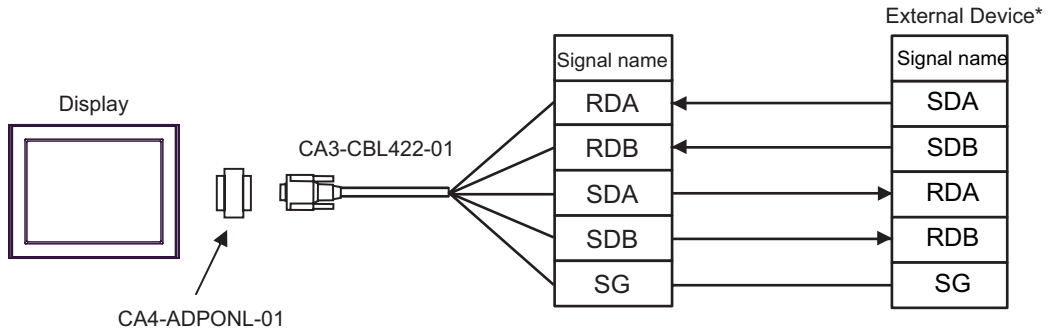 External Device*
Signal name
Signal name
Display
RDA
SDA
CA3-CBL422-01
RDB
SDB
SDA
RDA
SDB
RDB
SG
SG
CA4-ADPONL-01